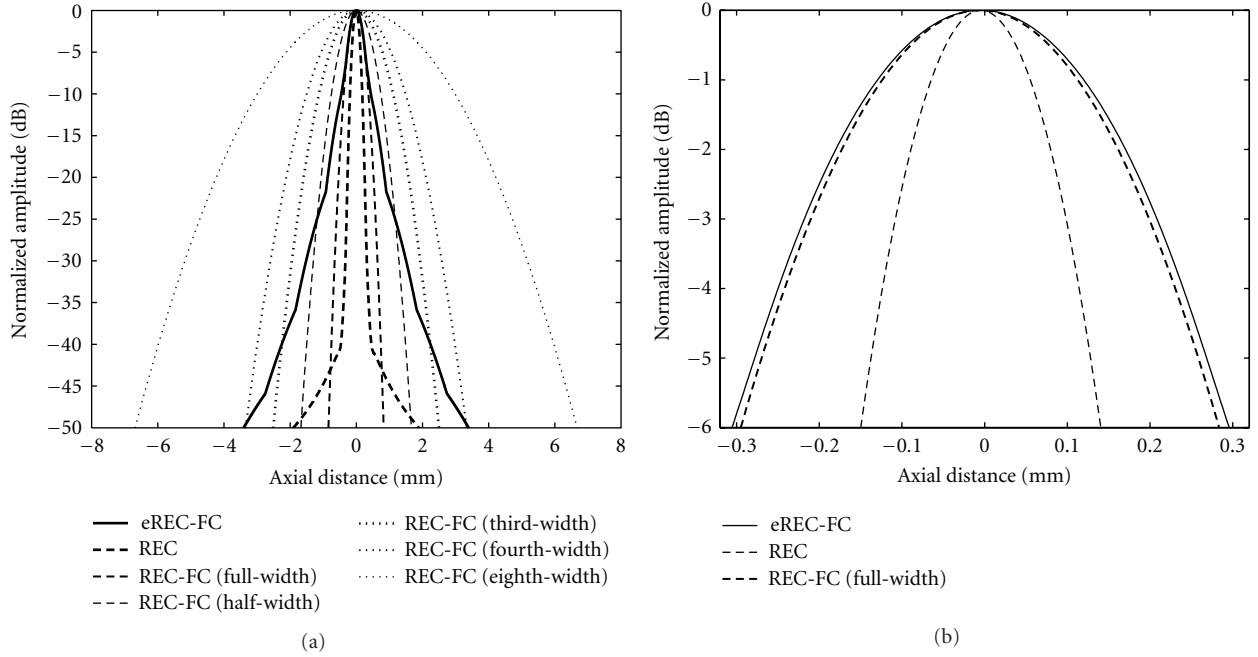 0
−5
−10
−15
−20
−25
−30
−35
−40
−45
−50
Normalized amplitude (dB)
−8 −6 −4 −2 0 2 4 6 8
Axial distance (mm)
eREC-FC
REC
REC-FC (full-width)
REC-FC (half-width)
REC-FC (third-width)
REC-FC (fourth-width)
REC-FC (eighth-width)
(a)
0
−1
−2
−3
−4
−5
−6
Normalized amplitude (dB)
−0.3 −0.2 −0.1 0 0.1 0.2 0.3
Axial distance (mm)
eREC-FC
REC
REC-FC (full-width)
(b)